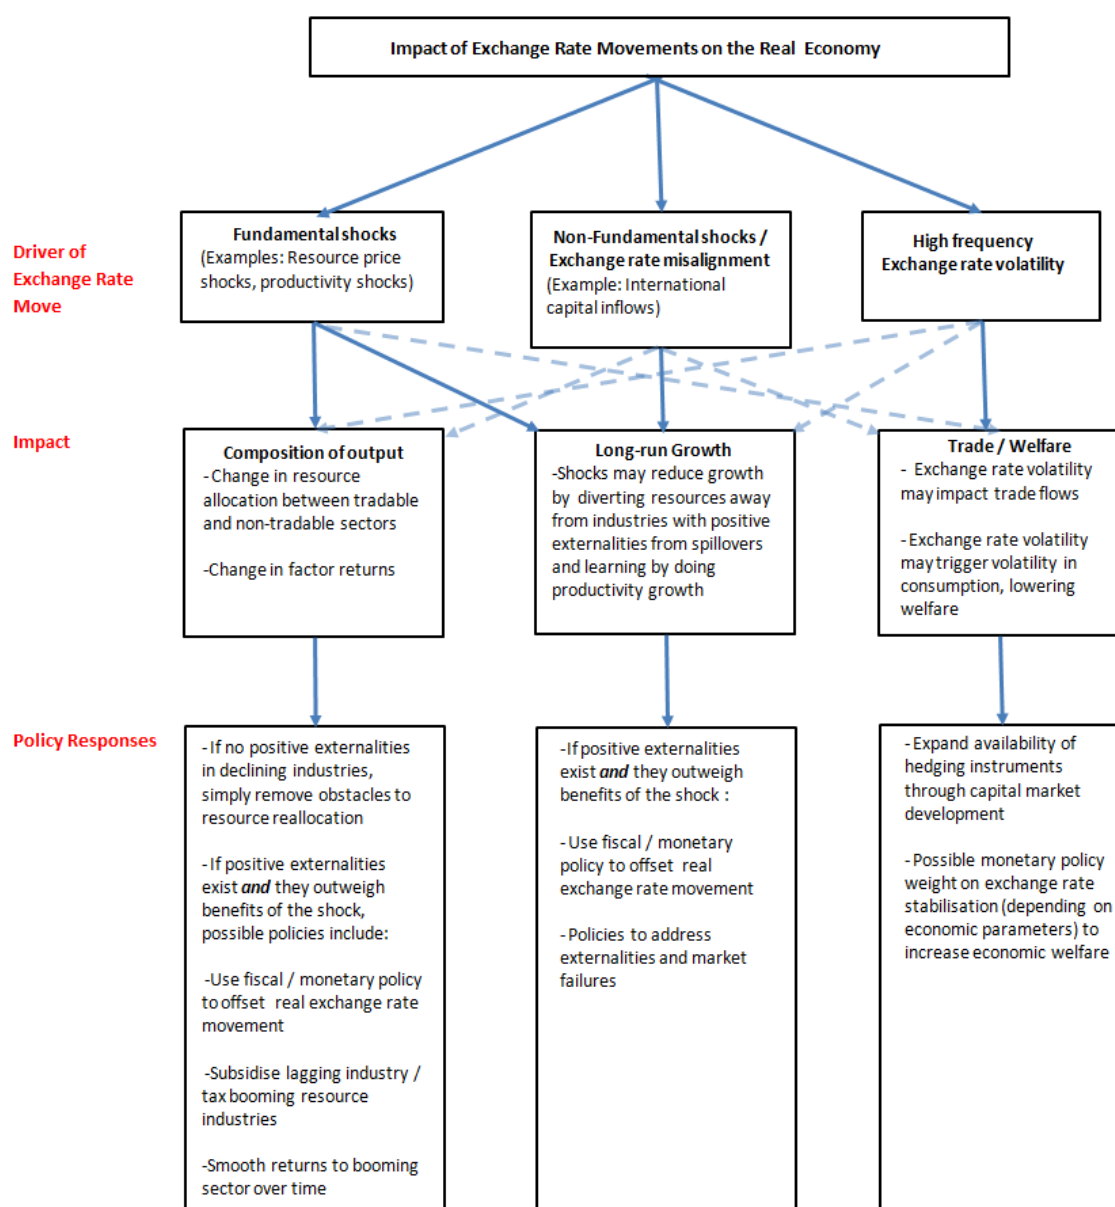 Impact of Exchange Rate Movements on the Real Economy
Driver of
Exchange Rate
Move
Fundamental shocks
(Examples: Resource price
shocks, productivity shocks)
Non-Fundamental shocks /
Exchange rate misalignment
(Example: International
capital inflows)
High frequency
Exchange rate volatility
Impact
Composition of output
- Change in resource
allocation between tradable
and non-tradable sectors
-Change in factor returns
Long-run Growth
-Shocks may reduce growth
by diverting resources away
from industries with positive
externalities from spillovers
and learning by doing
productivity growth
Trade / Welfare
- Exchange rate volatility
may impact trade flows
- Exchange rate volatility
may trigger volatility in
consumption, lowering
welfare
Policy Responses
- If no positive externalities
in declining industries,
simply remove obstacles to
resource reallocation
- If positive externalities
exist and they outweigh
benefits of the shock,
possible policies include:
-Use fiscal / monetary policy
to offset real exchange rate
movement
-Subsidise lagging industry /
tax booming resource
industries
-Smooth returns to booming
sector over time
- If positive externalities
exist and they outweigh
benefits of the shock :
- Use fiscal / monetary
policy to offset real
exchange rate movement
- Policies to address
externalities and market
failures
- Expand availability of
hedging instruments
through capital market
development
- Possible monetary policy
weight on exchange rate
stabilisation (depending on
economic parameters) to
increase economic welfare